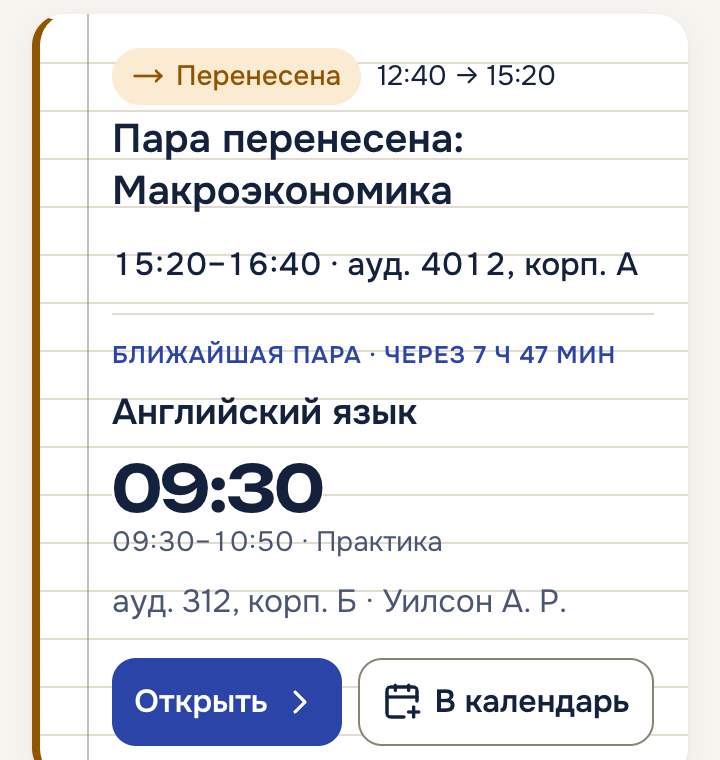 → Перенесена 12:40 → 15:20
Пара перенесена:
Макроэкономика
15:20–16:40 · ауд. 4012, корп. А
БЛИЖАЙШАЯ ПАРА · ЧЕРЕЗ 7 Ч 47 МИН
Английский язык
09:30
09:30–10:50 · Практика
ауд. 312, корп. Б · Уилсон А. Р.
Открыть
В календарь